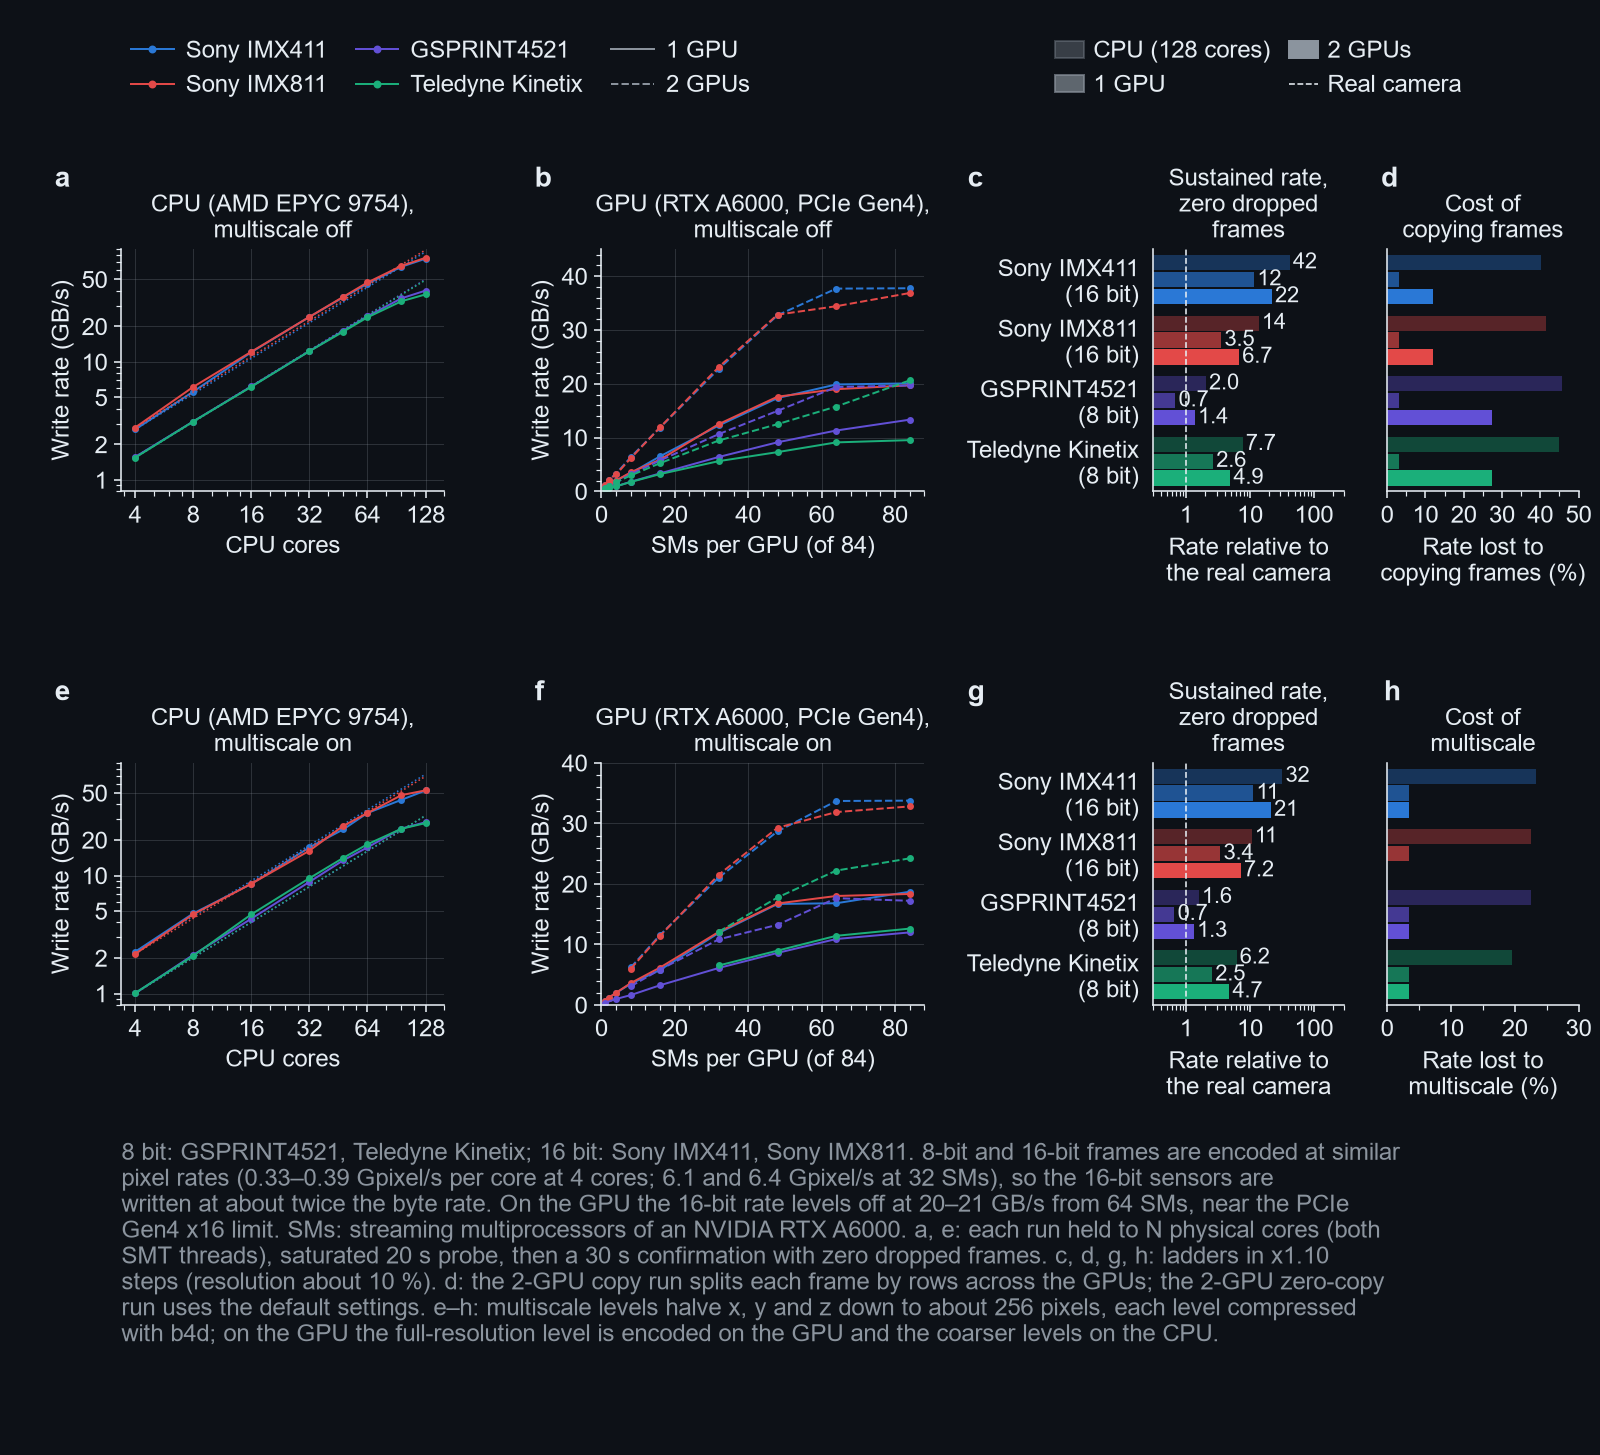 Sony IMX411
GSPRINT4521
1 GPU
Sony IMX811
Teledyne Kinetix
2 GPUs
CPU (128 cores)
2 GPUs
1 GPU
Real camera
a
CPU (AMD EPYC 9754),
multiscale off
Write rate (GB/s)
50
20
10
5
2
1
4 8 16 32 64 128
CPU cores
b
GPU (RTX A6000, PCIe Gen4),
multiscale off
Write rate (GB/s)
40
30
20
10
0
0 20 40 60 80
SMs per GPU (of 84)
c
Sustained rate,
zero dropped
frames
Sony IMX411
(16 bit)
42
12
22
Sony IMX811
(16 bit)
14
3.5
6.7
GSPRINT4521
(8 bit)
2.0
0.7
1.4
Teledyne Kinetix
(8 bit)
7.7
2.6
4.9
1 10 100
Rate relative to
the real camera
d
Cost of
copying frames
0 10 20 30 40 50
Rate lost to
copying frames (%)
e
CPU (AMD EPYC 9754),
multiscale on
Write rate (GB/s)
50
20
10
5
2
1
4 8 16 32 64 128
CPU cores
f
GPU (RTX A6000, PCIe Gen4),
multiscale on
Write rate (GB/s)
40
30
20
10
0
0 20 40 60 80
SMs per GPU (of 84)
g
Sustained rate,
zero dropped
frames
Sony IMX411
(16 bit)
32
11
21
Sony IMX811
(16 bit)
11
3.4
7.2
GSPRINT4521
(8 bit)
1.6
0.7
1.3
Teledyne Kinetix
(8 bit)
6.2
2.5
4.7
1 10 100
Rate relative to
the real camera
h
Cost of
multiscale
0 10 20 30
Rate lost to
multiscale (%)
8 bit: GSPRINT4521, Teledyne Kinetix; 16 bit: Sony IMX411, Sony IMX811. 8-bit and 16-bit frames are encoded at similar
pixel rates (0.33–0.39 Gpixel/s per core at 4 cores; 6.1 and 6.4 Gpixel/s at 32 SMs), so the 16-bit sensors are
written at about twice the byte rate. On the GPU the 16-bit rate levels off at 20–21 GB/s from 64 SMs, near the PCIe
Gen4 x16 limit. SMs: streaming multiprocessors of an NVIDIA RTX A6000. a, e: each run held to N physical cores (both
SMT threads), saturated 20 s probe, then a 30 s confirmation with zero dropped frames. c, d, g, h: ladders in x1.10
steps (resolution about 10 %). d: the 2-GPU copy run splits each frame by rows across the GPUs; the 2-GPU zero-copy
run uses the default settings. e–h: multiscale levels halve x, y and z down to about 256 pixels, each level compressed
with b4d; on the GPU the full-resolution level is encoded on the GPU and the coarser levels on the CPU.